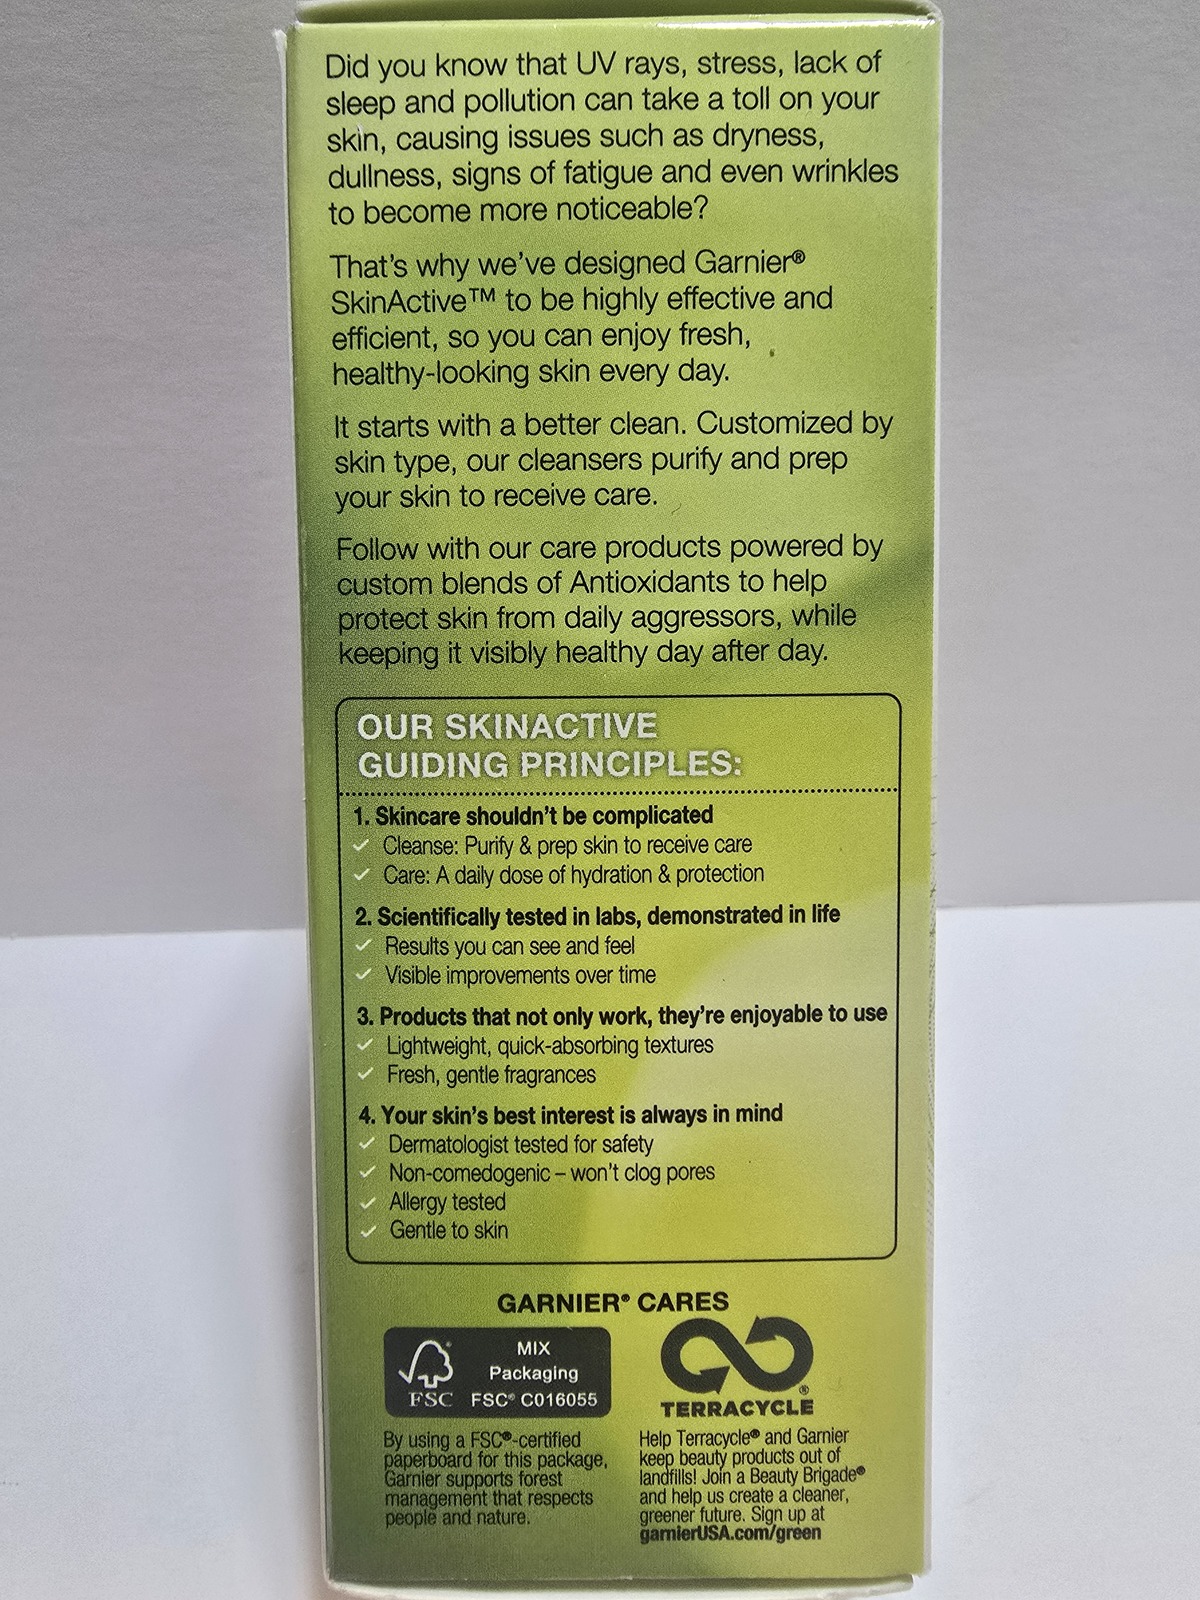 Did you know that UV rays, stress, lack of
sleep and pollution can take a toll on your
skin, causing issues such as dryness,
dullness, signs of fatigue and even wrinkles
to become more noticeable?
That's why we've designed Garnier®
SkinActive™ to be highly effective and
efficient, so you can enjoy fresh,
healthy-looking skin every day.
It starts with a better clean. Customized by
skin type, our cleansers purify and prep
your skin to receive care.
Follow with our care products powered by
custom blends of Antioxidants to help
protect skin from daily aggressors, while
keeping it visibly healthy day after day.
OUR SKINACTIVE
GUIDING PRINCIPLES:
1. Skincare shouldn't be complicated
✓ Cleanse: Purify & prep skin to receive care
✓ Care: A daily dose of hydration & protection
2. Scientifically tested in labs, demonstrated in life
✓ Results you can see and feel
✓ Visible improvements over time
3. Products that not only work, they're enjoyable to use
✓ Lightweight, quick-absorbing textures
✓ Fresh, gentle fragrances
4. Your skin's best interest is always in mind
✓ Dermatologist tested for safety
✓ Non-comedogenic – won't clog pores
✓ Allergy tested
✓ Gentle to skin
GARNIER® CARES
FSC
MIX
Packaging
FSC® C016055
By using a FSC®-certified
paperboard for this package,
Garnier supports forest
management that respects
people and nature.
TERRACYCLE®
Help Terracycle® and Garnier
keep beauty products out of
landfills! Join a Beauty Brigade®
and help us create a cleaner,
greener future. Sign up at
garnierUSA.com/green